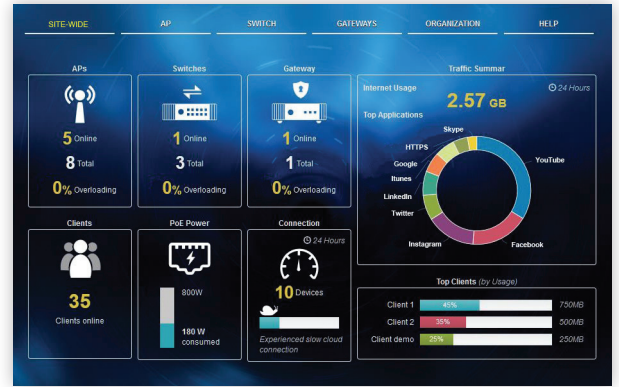 SITE-WIDE
AP
SWITCH
GATEWAYS
ORGANIZATION
HELP
APs
5 Online
8 Total
0% Overloading
Switches
1 Online
3 Total
0% Overloading
Gateway
1 Online
1 Total
0% Overloading
Traffic Summar
Internet Usage
24 Hours
2.57 GB
Top Applications
Skype
HTTPS
Google
Itunes
LinkedIn
Twitter
Instagram
Facebook
YouTube
Clients
35
Clients online
PoE Power
800W
180 W
consumed
Connection
24 Hours
10 Devices
Experienced slow cloud
connection
Top Clients (by Usage)
Client 1 45% 750MB
Client 2 35% 500MB
Client demo 25% 250MB